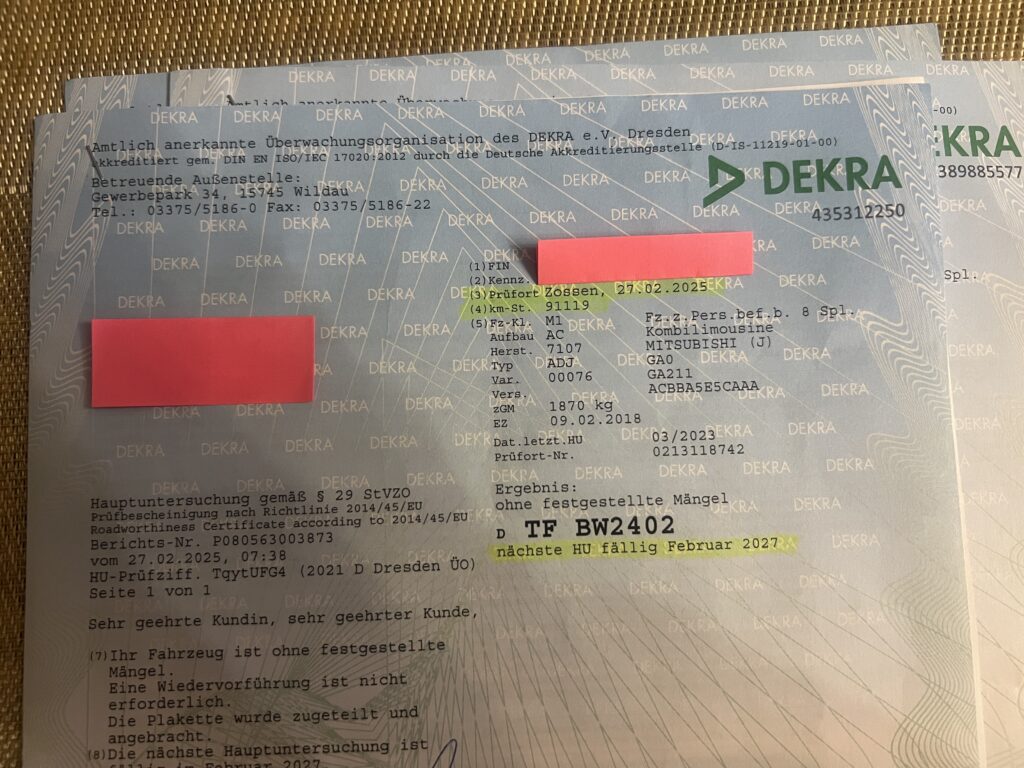 Amtlich anerkannte Überwachungsorganisation des DEKRA e.V. Dresden
akkreditiert gem. DIN EN ISO/IEC 17020:2012 durch die Deutsche Akkreditierungsstelle (D-IS-11219-01-00)
Betreuende Außenstelle:
Gewerbepark 34, 15745 Wildau
Tel.: 03375/5186-0 Fax: 03375/5186-22
DEKRA
435312250
(1) FIN
(2) Kennz.
(3) Prüfort Zossen, 27.02.2025
(4) km-St. 91119
(5) Fz-Kl. M1 Fz.z.Pers.bef.b. 8 Spl.
Aufbau AC Kombilimousine
Herst. 7107 MITSUBISHI (J)
Typ ADJ GA0
Var. 00076 GA211
Vers. ACBBA5E5CAAA
zGM 1870 kg
EZ 09.02.2018
Dat.letzt.HU 03/2023
Prüfort-Nr. 0213118742
Ergebnis:
ohne festgestellte Mängel
D TF BW2402
nächste HU fällig Februar 2027
Hauptuntersuchung gemäß § 29 StVZO
Prüfbescheinigung nach Richtlinie 2014/45/EU
Roadworthiness Certificate according to 2014/45/EU
Berichts-Nr. P080563003873
vom 27.02.2025, 07:38
HU-Prüfziff. TqytUFG4 (2021 D Dresden ÜO)
Seite 1 von 1
Sehr geehrte Kundin, sehr geehrter Kunde,
(7) Ihr Fahrzeug ist ohne festgestellte
Mängel.
Eine Wiedervorführung ist nicht
erforderlich.
Die Plakette wurde zugeteilt und
angebracht.
(8) Die nächste Hauptuntersuchung ist
fällig im Februar 2027
-00)
EKRA
389885577
Spl.